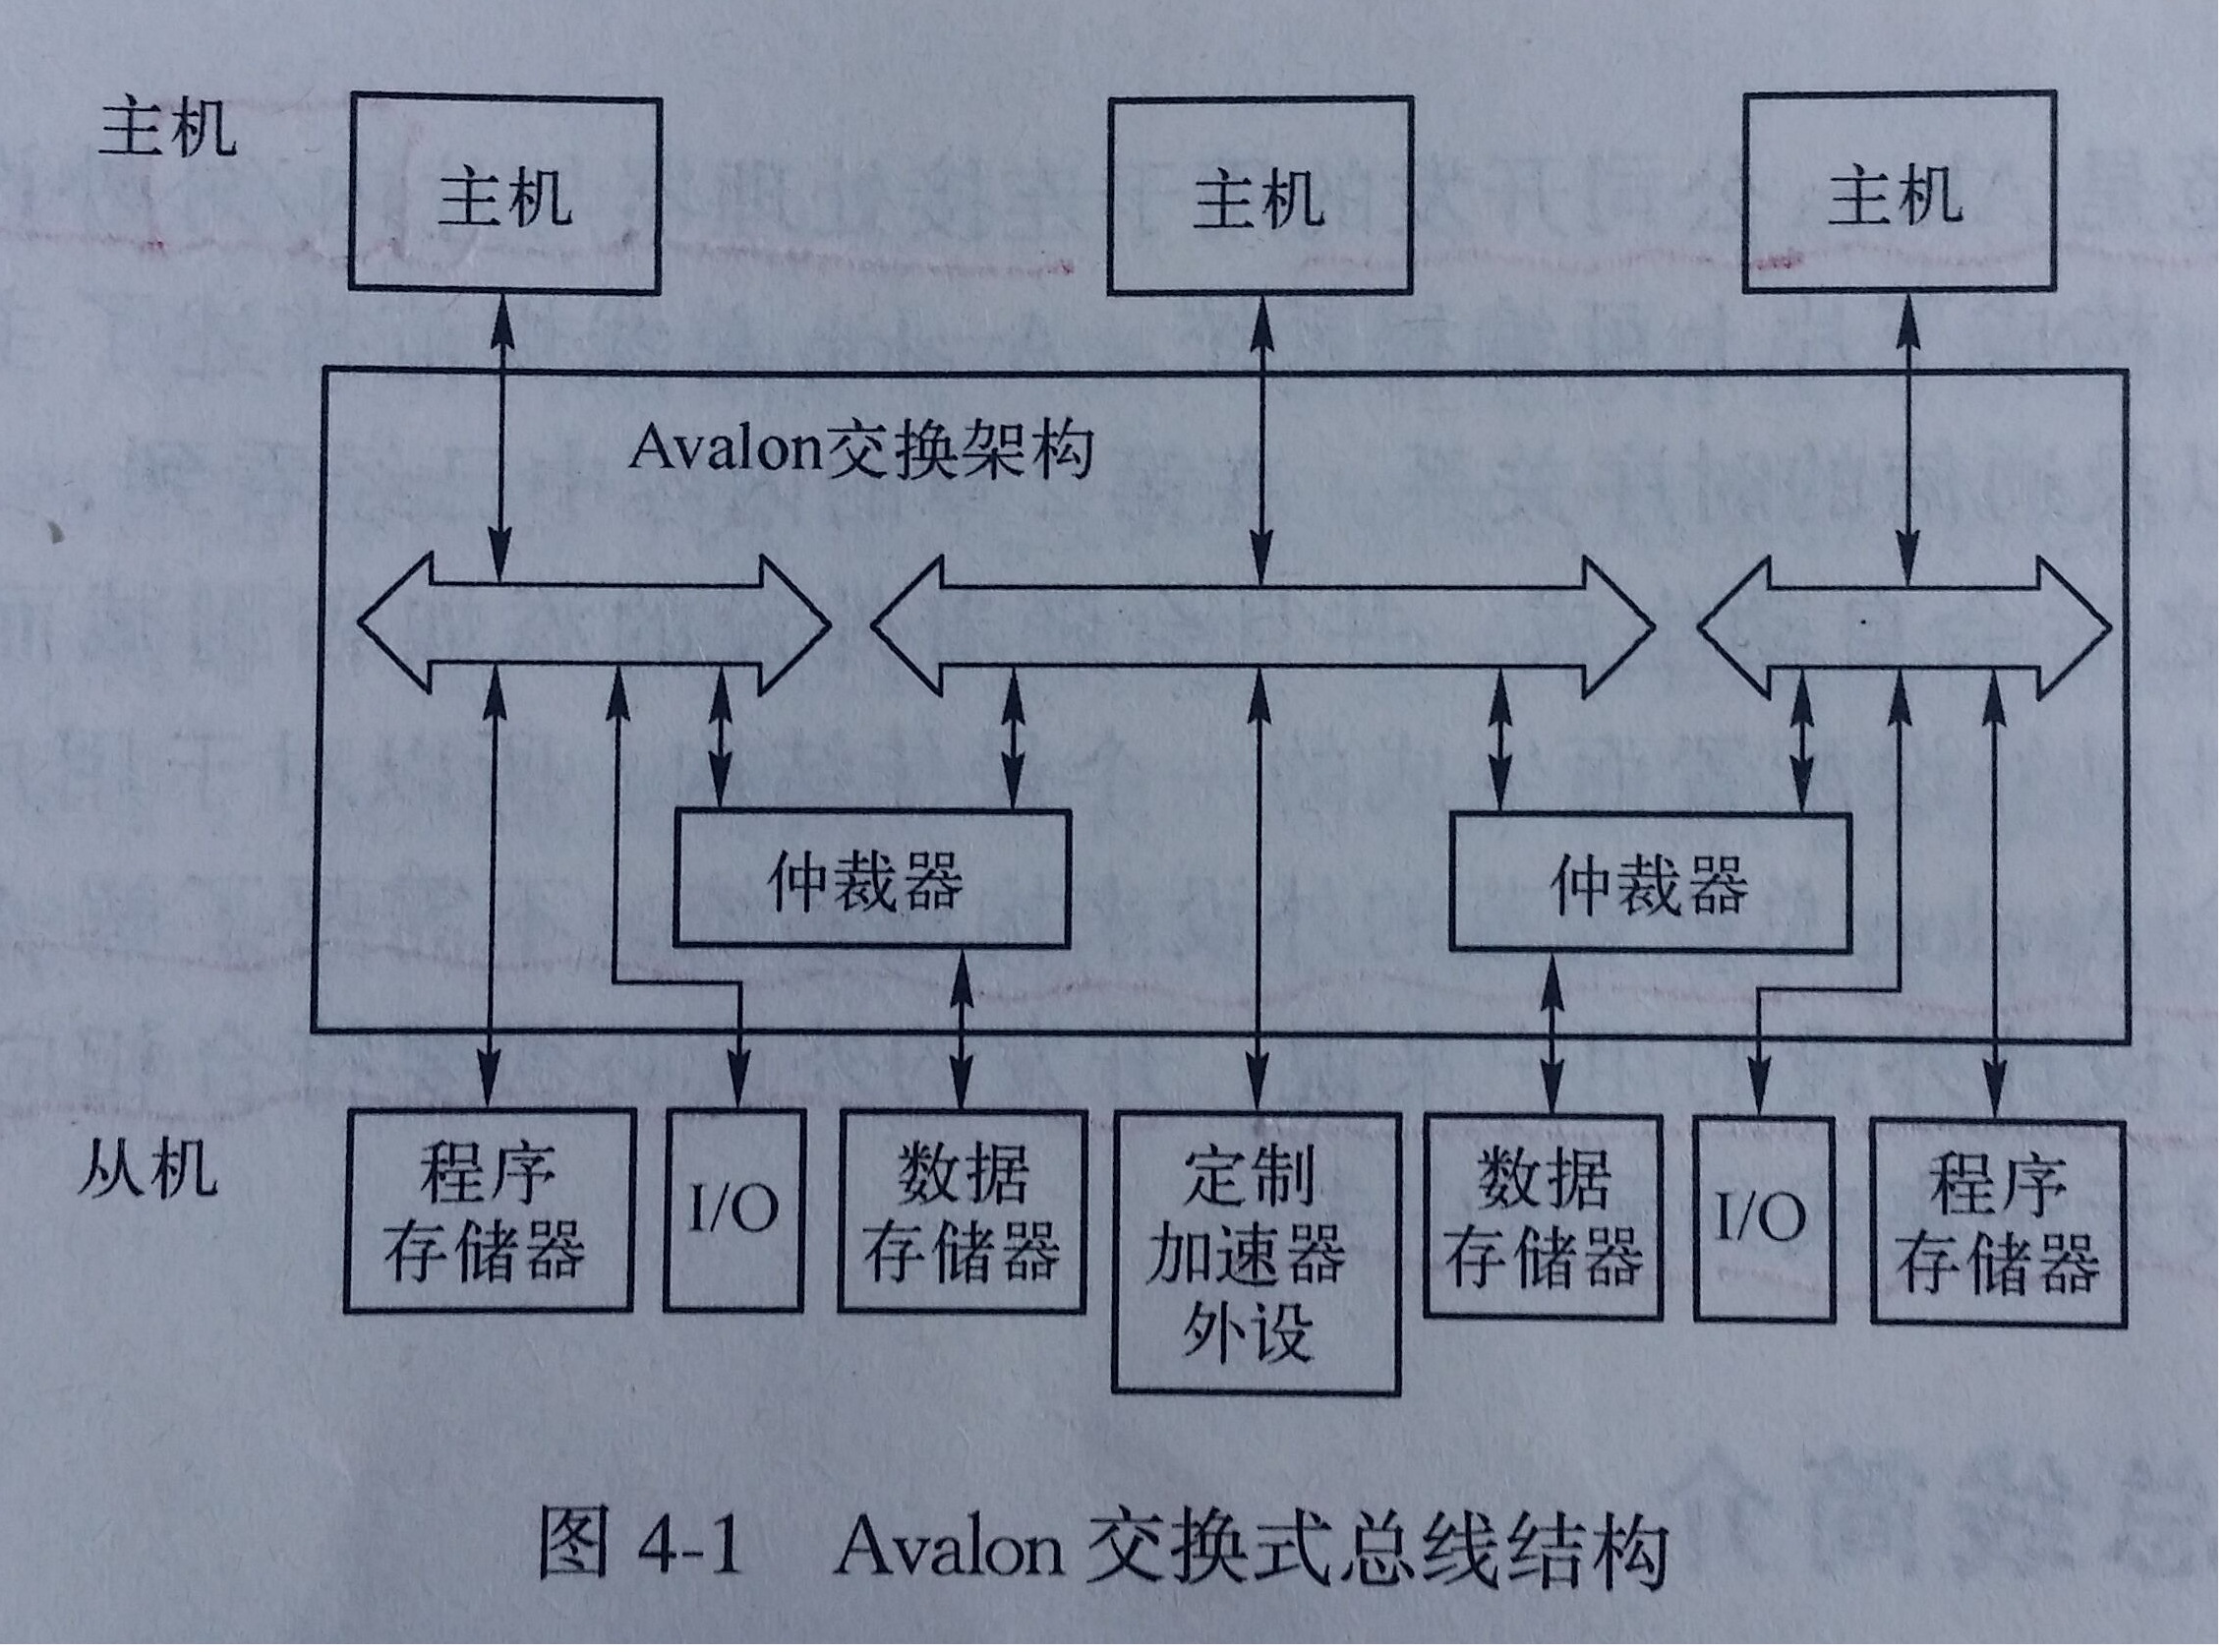 主机
主机
主机
主机
Avalon交换架构
仲裁器
仲裁器
从机
程序
存储器
I/O
数据
存储器
定制
加速器
外设
数据
存储器
I/O
程序
存储器
图 4-1 Avalon 交换式总线结构